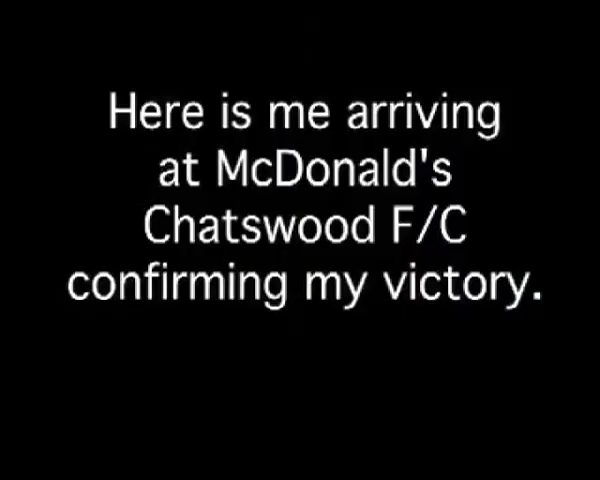 Here is me arriving
at McDonald's
Chatswood F/C
confirming my victory.